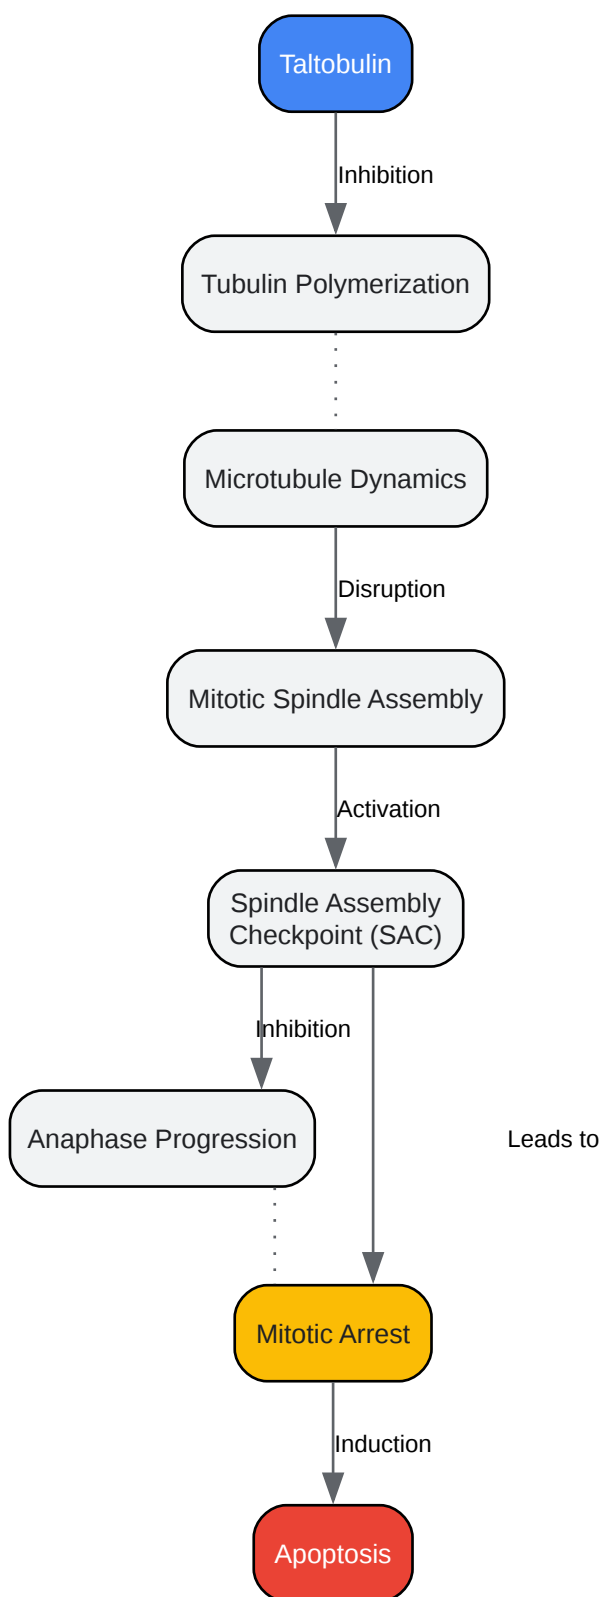 Taltobulin
Inhibition
Tubulin Polymerization
Microtubule Dynamics
Disruption
Mitotic Spindle Assembly
Activation
Spindle Assembly
Checkpoint (SAC)
Inhibition
Anaphase Progression
Leads to
Mitotic Arrest
Induction
Apoptosis